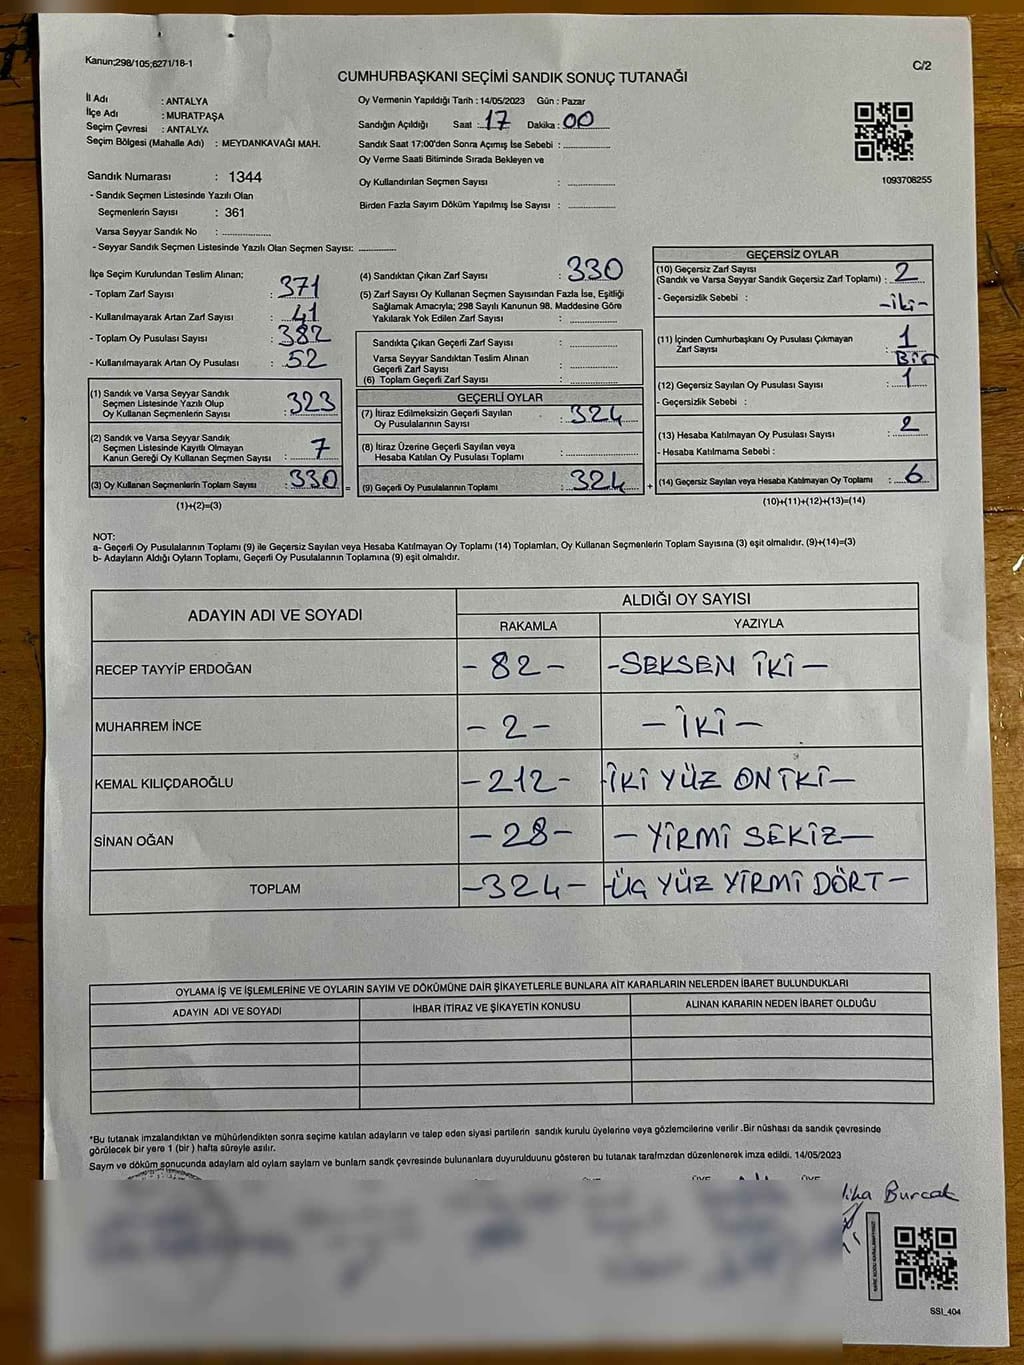 Kanun;298/105;6271/18-1
C/2
CUMHURBAŞKANI SEÇİMİ SANDIK SONUÇ TUTANAĞI
İl Adı : ANTALYA
İlçe Adı : MURATPAŞA
Seçim Çevresi : ANTALYA
Seçim Bölgesi (Mahalle Adı) : MEYDANKAVAĞI MAH.
Oy Vermenin Yapıldığı Tarih : 14/05/2023 Gün : Pazar
Sandığın Açıldığı Saat : 17 Dakika : 00
Sandık Saat 17:00'den Sonra Açımış İse Sebebi :
Oy Verme Saati Bitiminde Sırada Bekleyen ve
Oy Kullandırılan Seçmen Sayısı :
Birden Fazla Sayım Döküm Yapılmış İse Sayısı :
1093708255
Sandık Numarası : 1344
- Sandık Seçmen Listesinde Yazılı Olan
Seçmenlerin Sayısı : 361
Varsa Seyyar Sandık No :
- Seyyar Sandık Seçmen Listesinde Yazılı Olan Seçmen Sayısı:
İlçe Seçim Kurulundan Teslim Alınan;
- Toplam Zarf Sayısı : 371
- Kullanılmayarak Artan Zarf Sayısı : 41
- Toplam Oy Pusulası Sayısı : 382
- Kullanılmayarak Artan Oy Pusulası : 52
(1) Sandık ve Varsa Seyyar Sandık
Seçmen Listesinde Yazılı Olup
Oy Kullanan Seçmenlerin Sayısı : 323
(2) Sandık ve Varsa Seyyar Sandık
Seçmen Listesinde Kayıtlı Olmayan
Kanun Gereği Oy Kullanan Seçmen Sayısı : 7
(3) Oy Kullanan Seçmenlerin Toplam Sayısı : 330 =
(1)+(2)=(3)
(4) Sandıktan Çıkan Zarf Sayısı : 330
(5) Zarf Sayısı Oy Kullanan Seçmen Sayısından Fazla İse, Eşitliği
Sağlamak Amacıyla; 298 Sayılı Kanunun 98. Maddesine Göre
Yakılarak Yok Edilen Zarf Sayısı :
Sandıkta Çıkan Geçerli Zarf Sayısı :
Varsa Seyyar Sandıktan Teslim Alınan
Geçerli Zarf Sayısı :
(6) Toplam Geçerli Zarf Sayısı :
GEÇERLİ OYLAR
(7) İtiraz Edilmeksizin Geçerli Sayılan
Oy Pusulalarının Sayısı : 324
(8) İtiraz Üzerine Geçerli Sayılan veya
Hesaba Katılan Oy Pusulası Toplamı :
(9) Geçerli Oy Pusulalarının Toplamı : 324 +
GEÇERSİZ OYLAR
(10) Geçersiz Zarf Sayısı
(Sandık ve Varsa Seyyar Sandık Geçersiz Zarf Toplamı) : 2
- Geçersizlik Sebebi : -iki-
(11) İçinden Cumhurbaşkanı Oy Pusulası Çıkmayan
Zarf Sayısı : 1
Bir
(12) Geçersiz Sayılan Oy Pusulası Sayısı : 1
- Geçersizlik Sebebi :
(13) Hesaba Katılmayan Oy Pusulası Sayısı : 2
- Hesaba Katılmama Sebebi :
(14) Geçersiz Sayılan veya Hesaba Katılmayan Oy Toplamı : 6
(10)+(11)+(12)+(13)=(14)
NOT:
a- Geçerli Oy Pusulalarının Toplamı (9) ile Geçersiz Sayılan veya Hesaba Katılmayan Oy Toplamı (14) Toplamları, Oy Kullanan Seçmenlerin Toplam Sayısına (3) eşit olmalıdır. (9)+(14)=(3)
b- Adayların Aldığı Oyların Toplamı, Geçerli Oy Pusulalarının Toplamına (9) eşit olmalıdır.
ADAYIN ADI VE SOYADI
ALDIĞI OY SAYISI
RAKAMLA YAZIYLA
RECEP TAYYİP ERDOĞAN - 82 - -SEKSEN İKİ-
MUHARREM İNCE - 2 - - İKİ -
KEMAL KILIÇDAROĞLU -212- -İKİ YÜZ ON İKİ-
SİNAN OĞAN - 28 - - YİRMİ SEKİZ -
TOPLAM -324- -ÜÇ YÜZ YİRMİ DÖRT-
OYLAMA İŞ VE İŞLEMLERİNE VE OYLARIN SAYIM VE DÖKÜMÜNE DAİR ŞİKAYETLERLE BUNLARA AİT KARARLARIN NELERDEN İBARET BULUNDUKLARI
ADAYIN ADI VE SOYADI İHBAR İTİRAZ VE ŞİKAYETİN KONUSU ALINAN KARARIN NEDEN İBARET OLDUĞU
*Bu tutanak imzalandıktan ve mühürlendikten sonra seçime katılan adayların ve talep eden siyasi partilerin sandık kurulu üyelerine veya gözlemcilerine verilir .Bir nüshası da sandık çevresinde
görülecek bir yere 1 (bir ) hafta süreyle asılır.
Sayım ve döküm sonucunda adayların ald oyların sayları ve bunların sandk çevresinde bulunanlara duyurulduunu gösteren bu tutanak tarafmzdan düzenlenerek imza edildi. 14/05/2023
Burcak
SSI_404